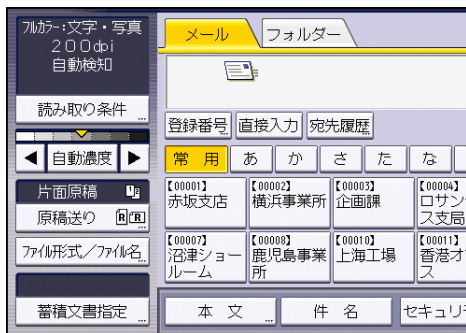 フルカラー:文字・写真
200dpi
自動検知
読み取り条件
自動濃度
片面原稿
原稿送り
ファイル形式/ファイル名
蓄積文書指定
メール
フォルダー
登録番号
直接入力
宛先履歴
常用
あ
か
さ
た
な
【00001】
赤坂支店
【00002】
横浜事業所
【00003】
企画課
【00004】
ロサン
ス支局
【00007】
沼津ショー
ルーム
【00008】
鹿児島事業
所
【00010】
上海工場
【00011】
香港オ
ス
本文
件名
セキュリ